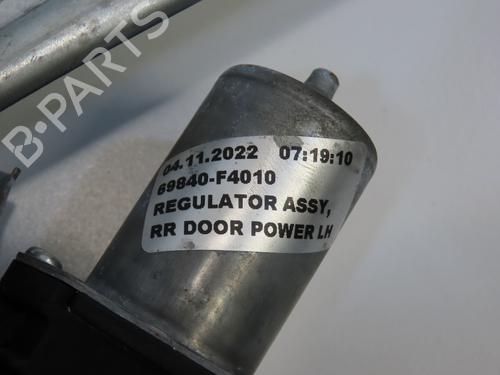 B-PARTS
04.11.2022 07:19:10
69840-F4010
REGULATOR ASSY,
RR DOOR POWER LH